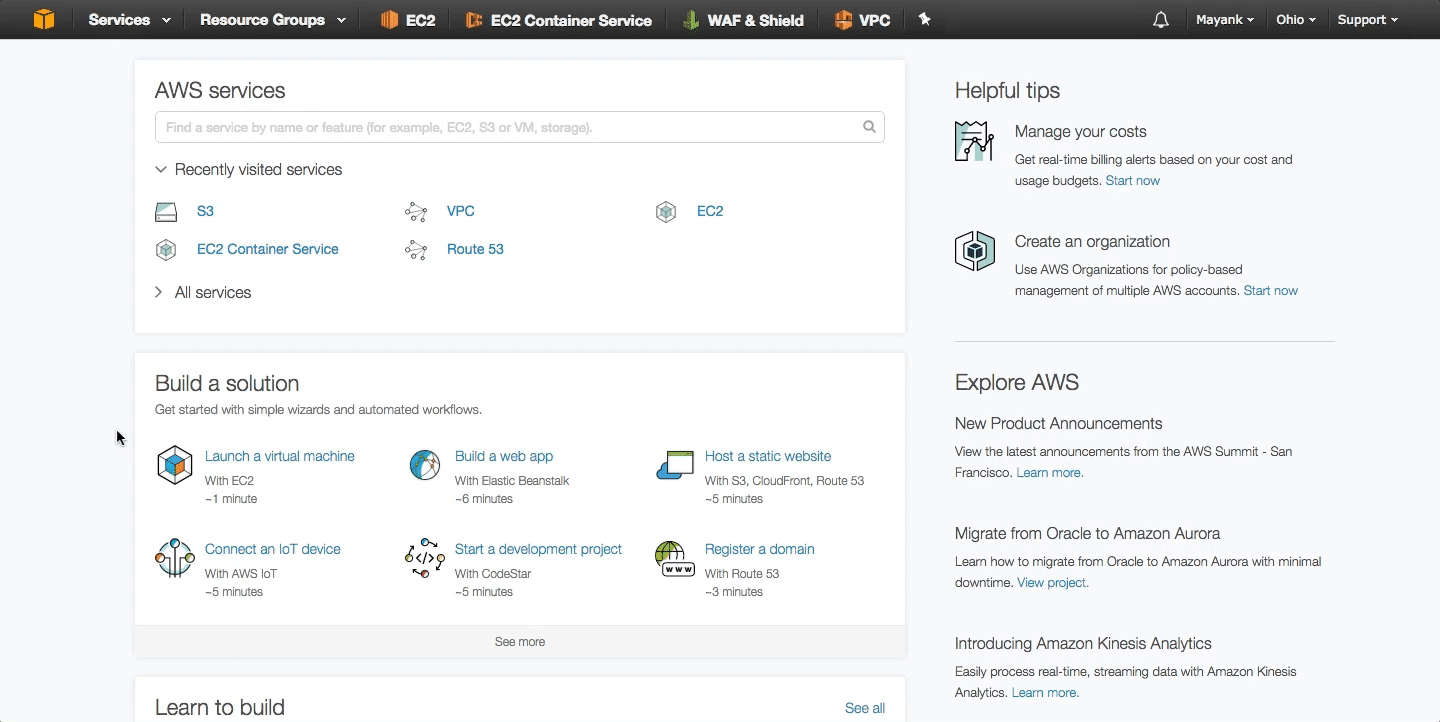 Services Resource Groups EC2 EC2 Container Service WAF & Shield VPC Mayank Ohio Support
AWS services
Find a service by name or feature (for example, EC2, S3 or VM, storage).
Recently visited services
S3 VPC EC2
EC2 Container Service Route 53
All services
Build a solution
Get started with simple wizards and automated workflows.
Launch a virtual machine
With EC2
~1 minute
Build a web app
With Elastic Beanstalk
~6 minutes
Host a static website
With S3, CloudFront, Route 53
~5 minutes
Connect an IoT device
With AWS IoT
~5 minutes
Start a development project
With CodeStar
~5 minutes
Register a domain
With Route 53
~3 minutes
www
See more
Learn to build See all
Helpful tips
Manage your costs
Get real-time billing alerts based on your cost and
usage budgets. Start now
Create an organization
Use AWS Organizations for policy-based
management of multiple AWS accounts. Start now
Explore AWS
New Product Announcements
View the latest announcements from the AWS Summit - San
Francisco. Learn more.
Migrate from Oracle to Amazon Aurora
Learn how to migrate from Oracle to Amazon Aurora with minimal
downtime. View project.
Introducing Amazon Kinesis Analytics
Easily process real-time, streaming data with Amazon Kinesis
Analytics. Learn more.